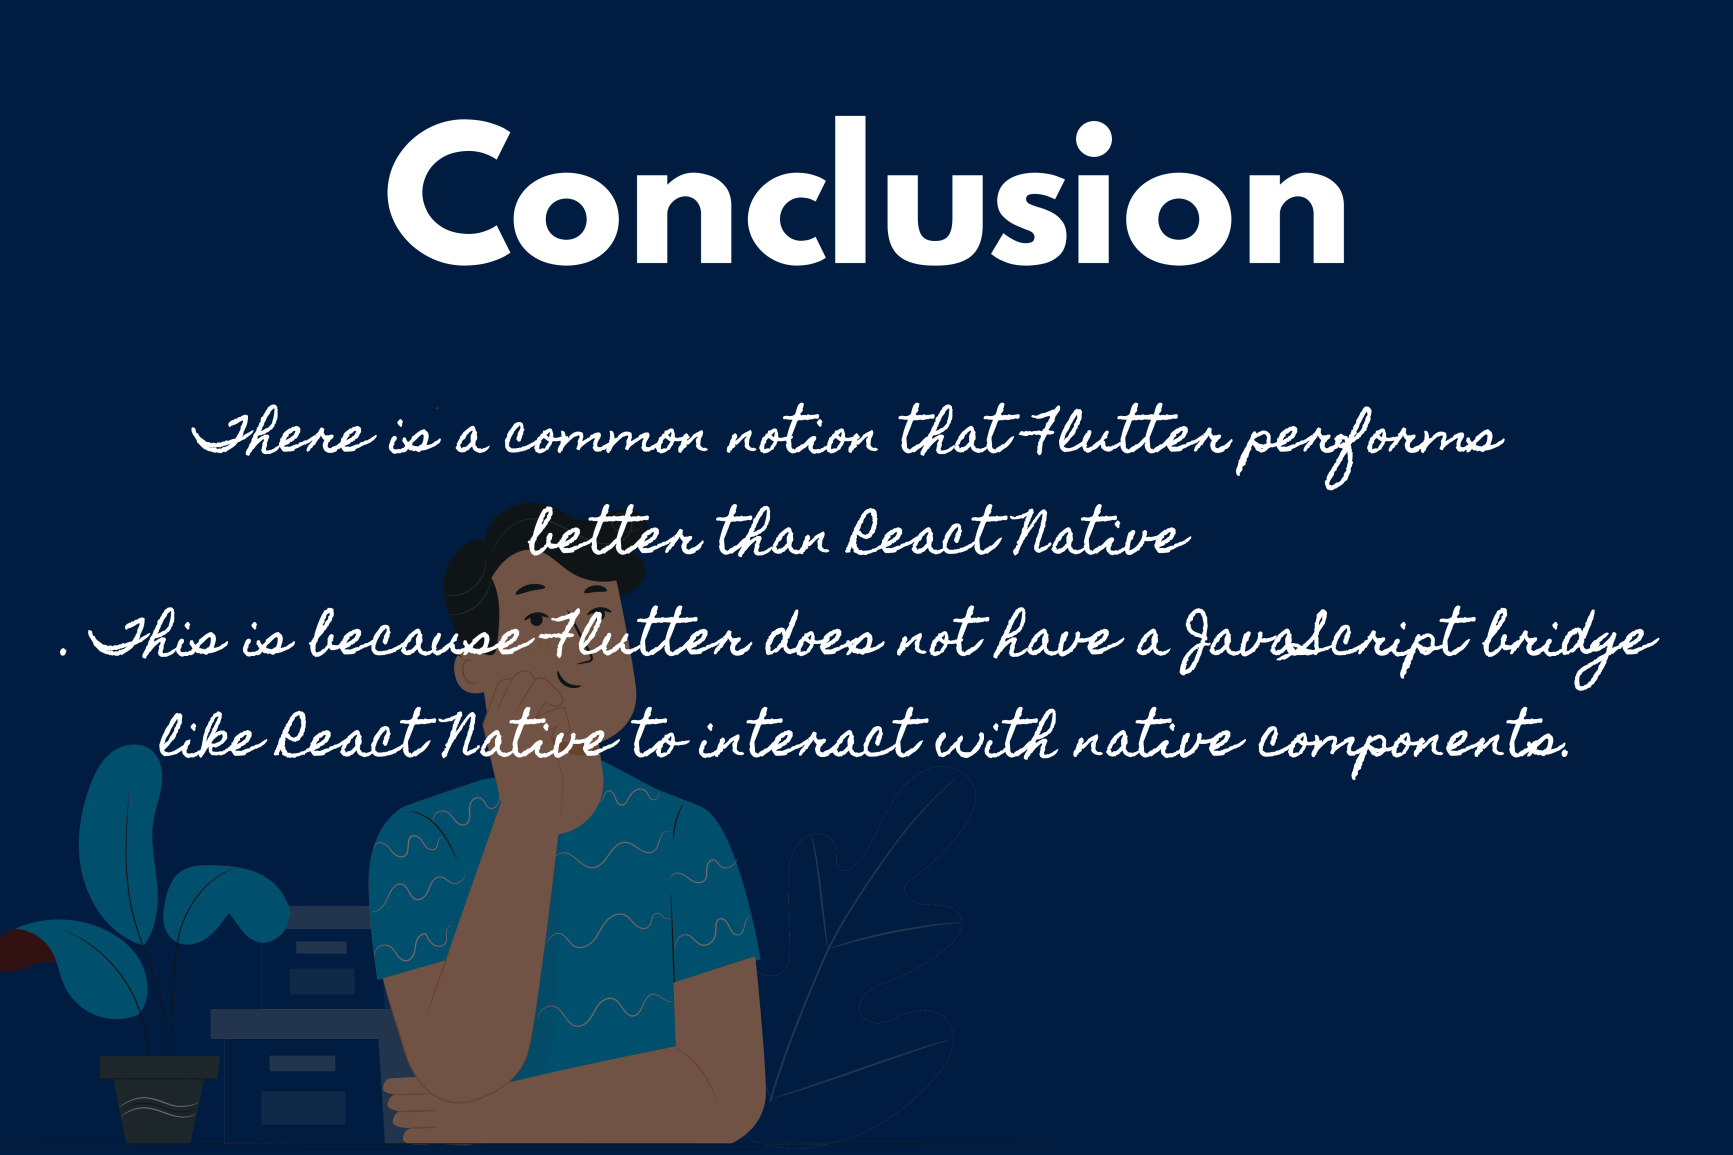 Conclusion
There is a common notion that Flutter performs
better than React Native
. This is because Flutter does not have a JavaScript bridge
like React Native to interact with native components.